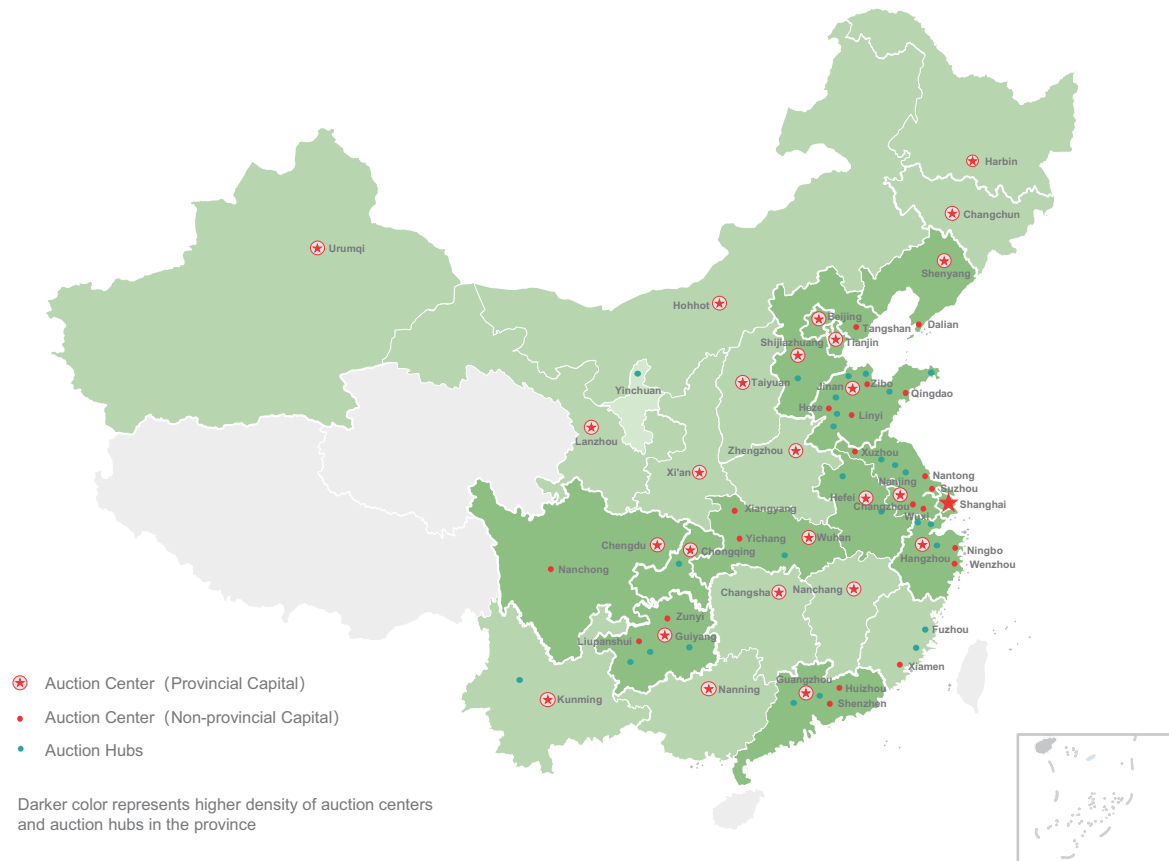 Harbin
Changchun
Urumqi
Shenyang
Hohhot
Beijing
Dalian
Tangshan
Shijiazhuang
Tianjin
Taiyuan
Yinchuan
Jinan
Zibo
Qingdao
Heze
Linyi
Lanzhou
Zhengzhou
Xuzhou
Xi'an
Nantong
Nanjing
Suzhou
Hefei
Changzhou
Shanghai
Xiangyang
Wuxi
Yichang
Wuhan
Chengdu
Chongqing
Ningbo
Hangzhou
Wenzhou
Nanchong
Changsha
Nanchang
Zunyi
Fuzhou
Guiyang
Liupanshui
Xiamen
Guangzhou
Nanning
Huizhou
Kunming
Shenzhen
Auction Center (Provincial Capital)
Auction Center (Non-provincial Capital)
Auction Hubs
Darker color represents higher density of auction centers
and auction hubs in the province